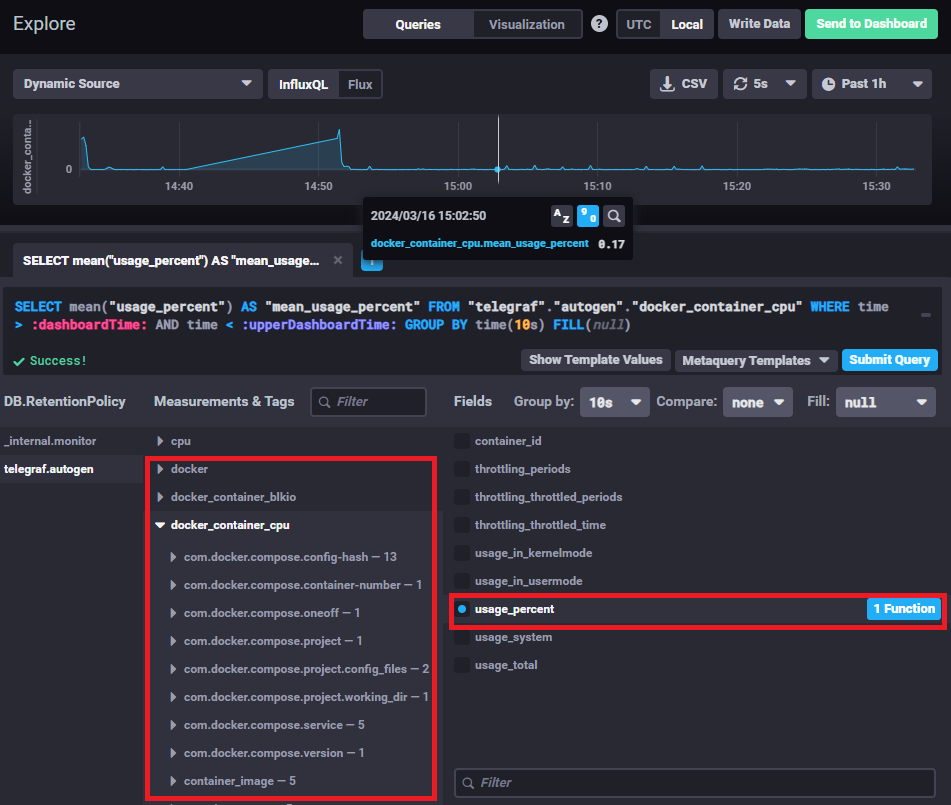 Explore
Queries
Visualization
?
UTC
Local
Write Data
Send to Dashboard
Dynamic Source
InfluxQL
Flux
CSV
5s
Past 1h
docker_conta...
0
14:40
14:50
15:00
15:10
15:20
15:30
2024/03/16 15:02:50
A Z
9 0
docker_container_cpu.mean_usage_percent 0.17
SELECT mean("usage_percent") AS "mean_usage...
SELECT mean("usage_percent") AS "mean_usage_percent" FROM "telegraf"."autogen"."docker_container_cpu" WHERE time
> :dashboardTime: AND time < :upperDashboardTime: GROUP BY time(10s) FILL(null)
Success!
Show Template Values
Metaquery Templates
Submit Query
DB.RetentionPolicy
Measurements & Tags
Filter
Fields
Group by:
10s
Compare:
none
Fill:
null
_internal.monitor
telegraf.autogen
cpu
docker
docker_container_blkio
docker_container_cpu
com.docker.compose.config-hash — 13
com.docker.compose.container-number — 1
com.docker.compose.oneoff — 1
com.docker.compose.project — 1
com.docker.compose.project.config_files — 2
com.docker.compose.project.working_dir — 1
com.docker.compose.service — 5
com.docker.compose.version — 1
container_image — 5
container_id
throttling_periods
throttling_throttled_periods
throttling_throttled_time
usage_in_kernelmode
usage_in_usermode
usage_percent
1 Function
usage_system
usage_total
Filter